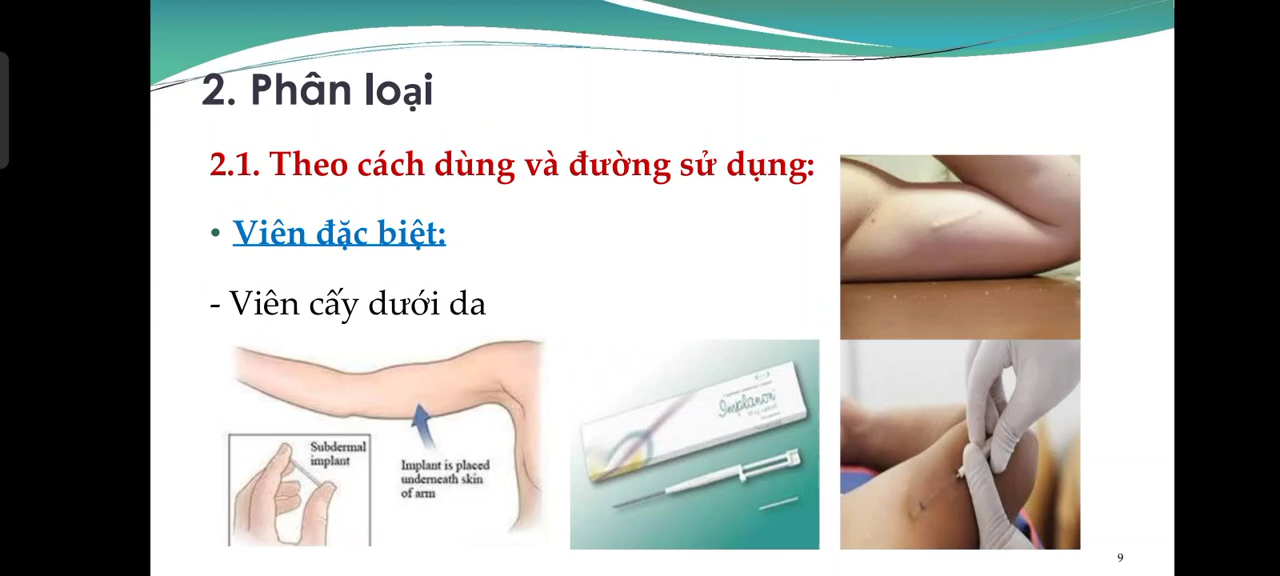 2. Phân loại
2.1. Theo cách dùng và đường sử dụng:
• Viên đặc biệt:
- Viên cấy dưới da
Subdermal
implant
Implant is placed
underneath skin
of arm
Implanon
9